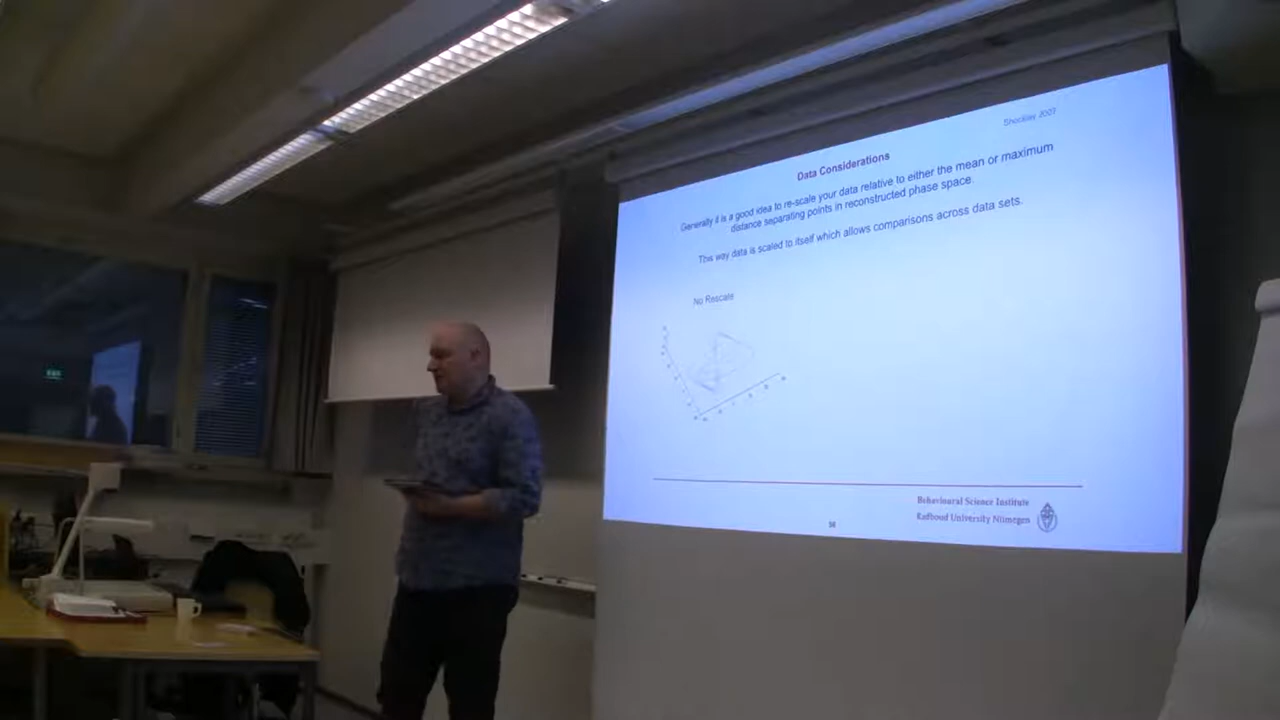 Shockley 2007
Data Considerations
Generally it is a good idea to re-scale your data relative to either the mean or maximum
distance separating points in reconstructed phase space.
This way data is scaled to itself which allows comparisons across data sets.
No Rescale
Behavioural Science Institute
Radboud University Nijmegen